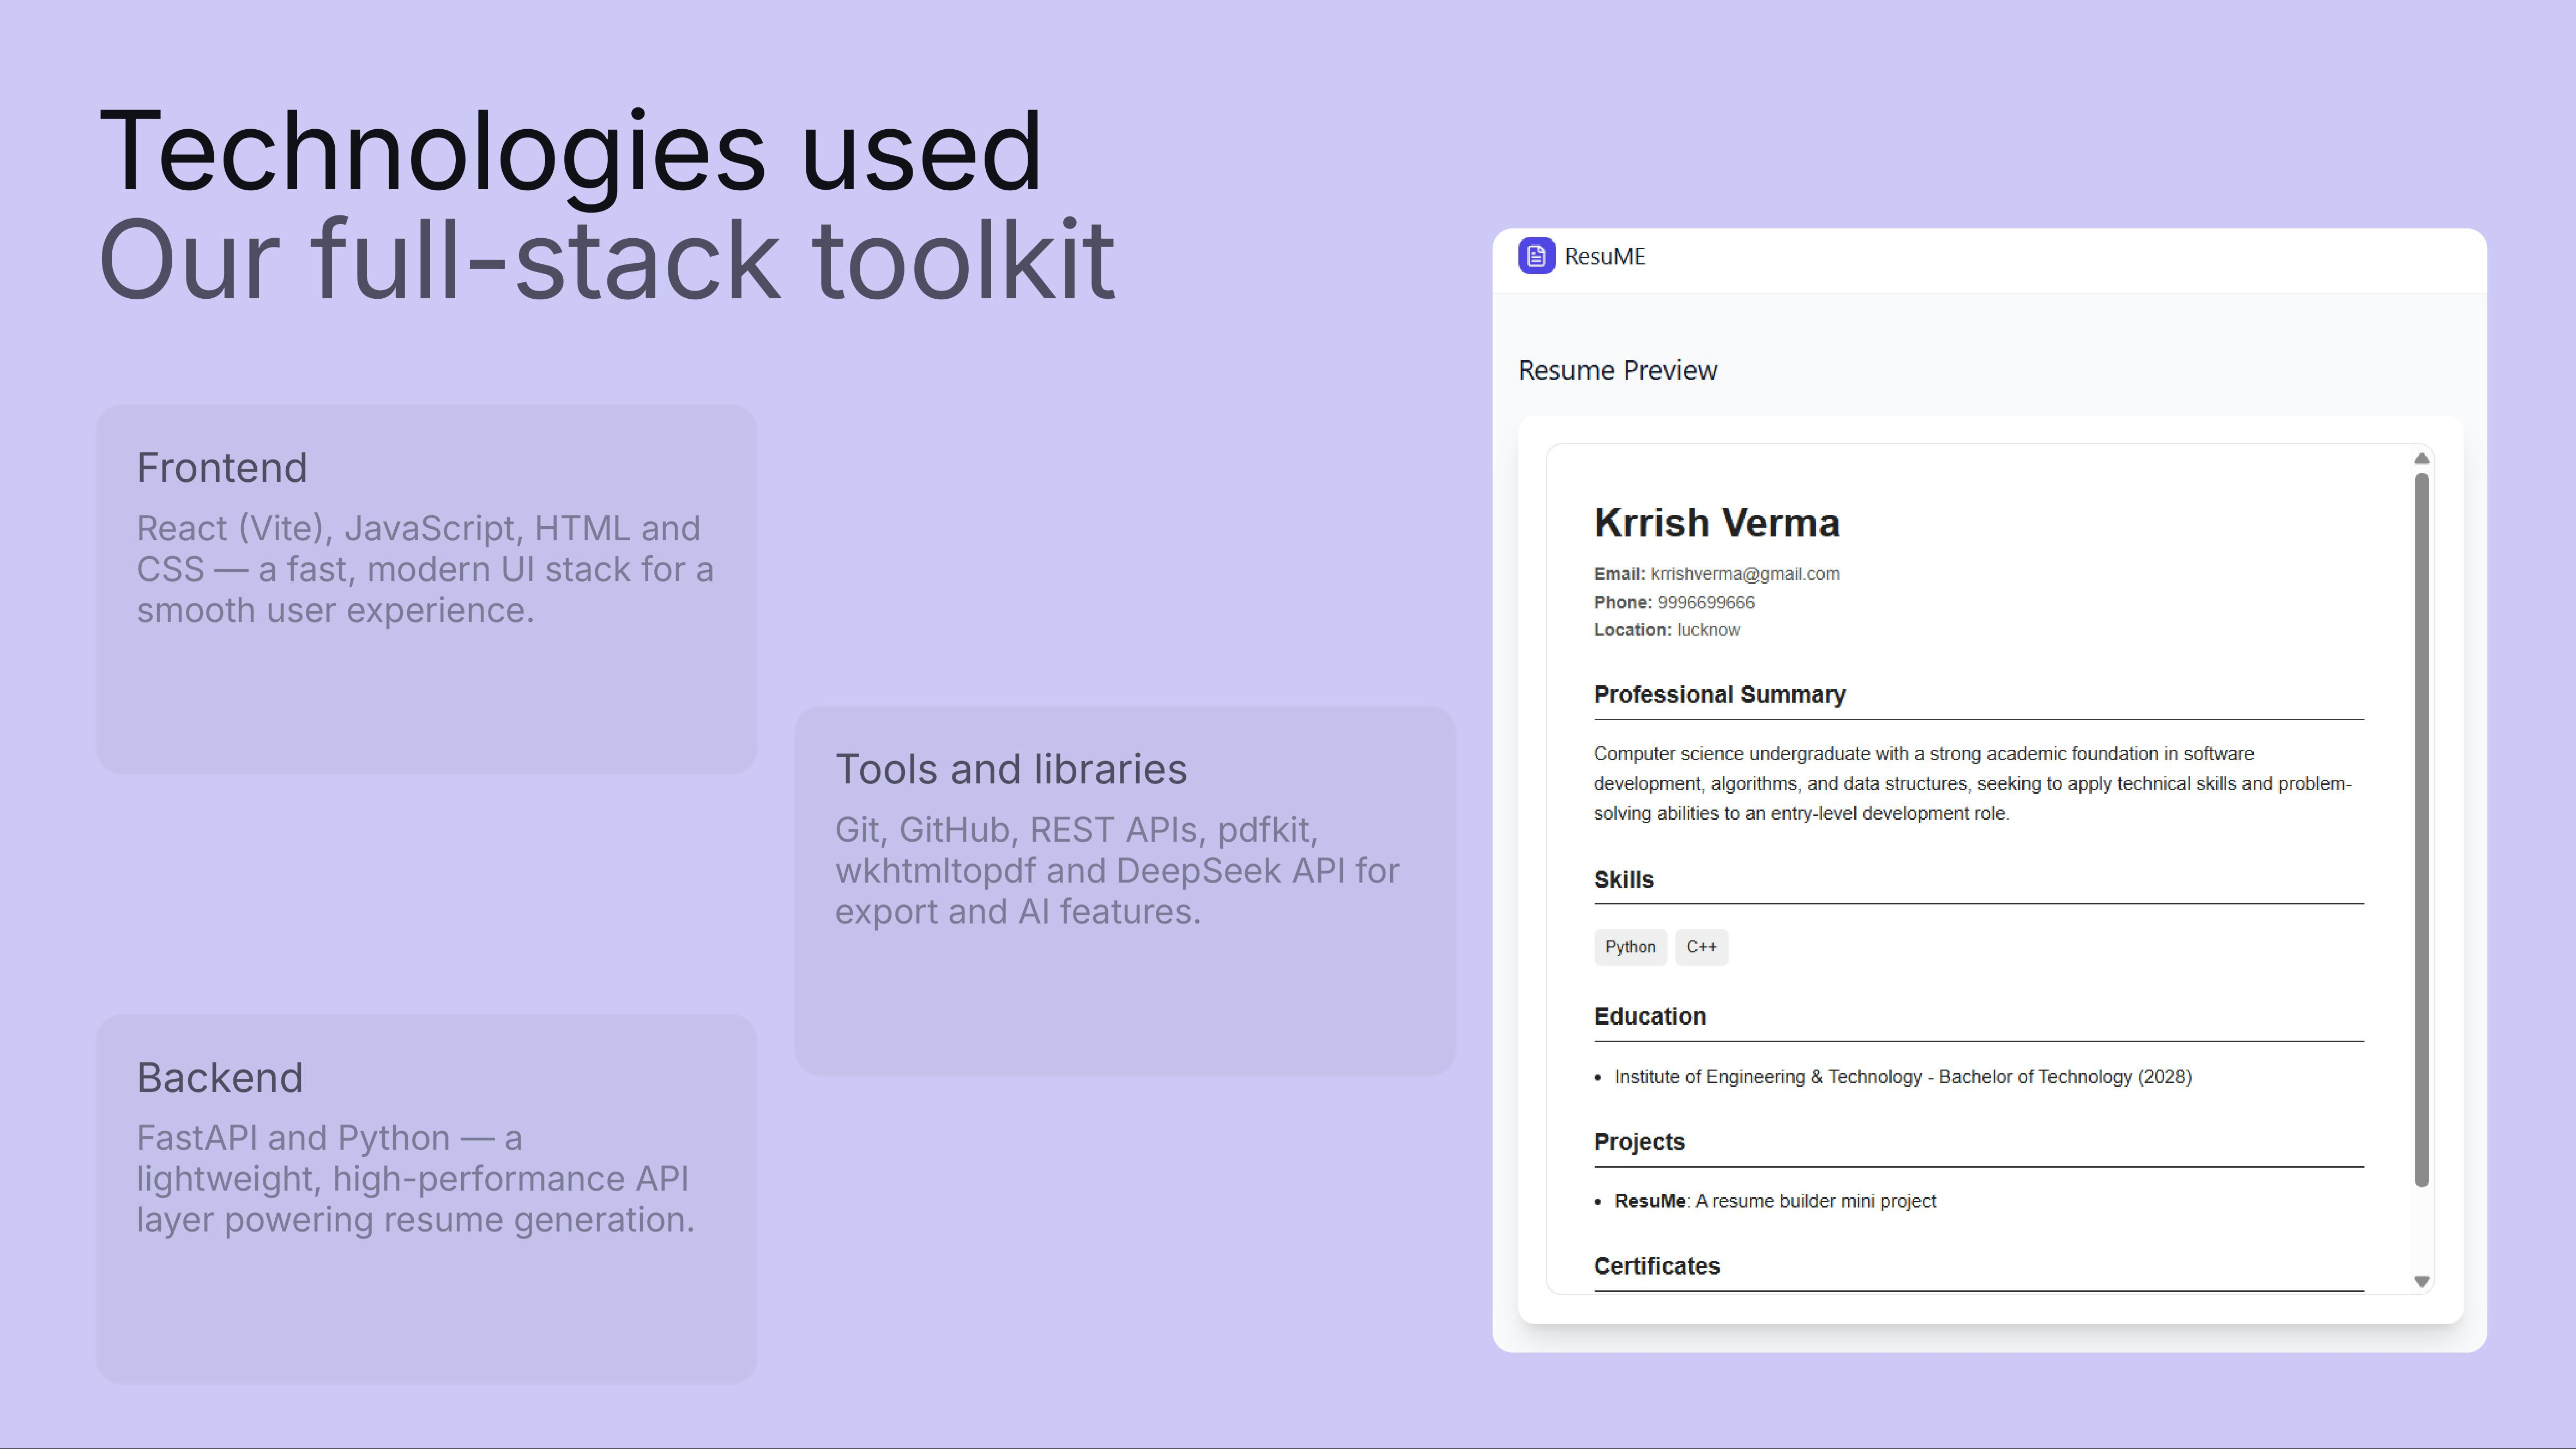 Technologies used
Our full-stack toolkit
Frontend
React (Vite), JavaScript, HTML and
CSS — a fast, modern UI stack for a
smooth user experience.
Tools and libraries
Git, GitHub, REST APIs, pdfkit,
wkhtmltopdf and DeepSeek API for
export and AI features.
Backend
FastAPI and Python — a
lightweight, high-performance API
layer powering resume generation.
ResuME
Resume Preview
Krrish Verma
Email: krrishverma@gmail.com
Phone: 9996699666
Location: lucknow
Professional Summary
Computer science undergraduate with a strong academic foundation in software
development, algorithms, and data structures, seeking to apply technical skills and problem-
solving abilities to an entry-level development role.
Skills
Python C++
Education
• Institute of Engineering & Technology - Bachelor of Technology (2028)
Projects
• ResuMe: A resume builder mini project
Certificates